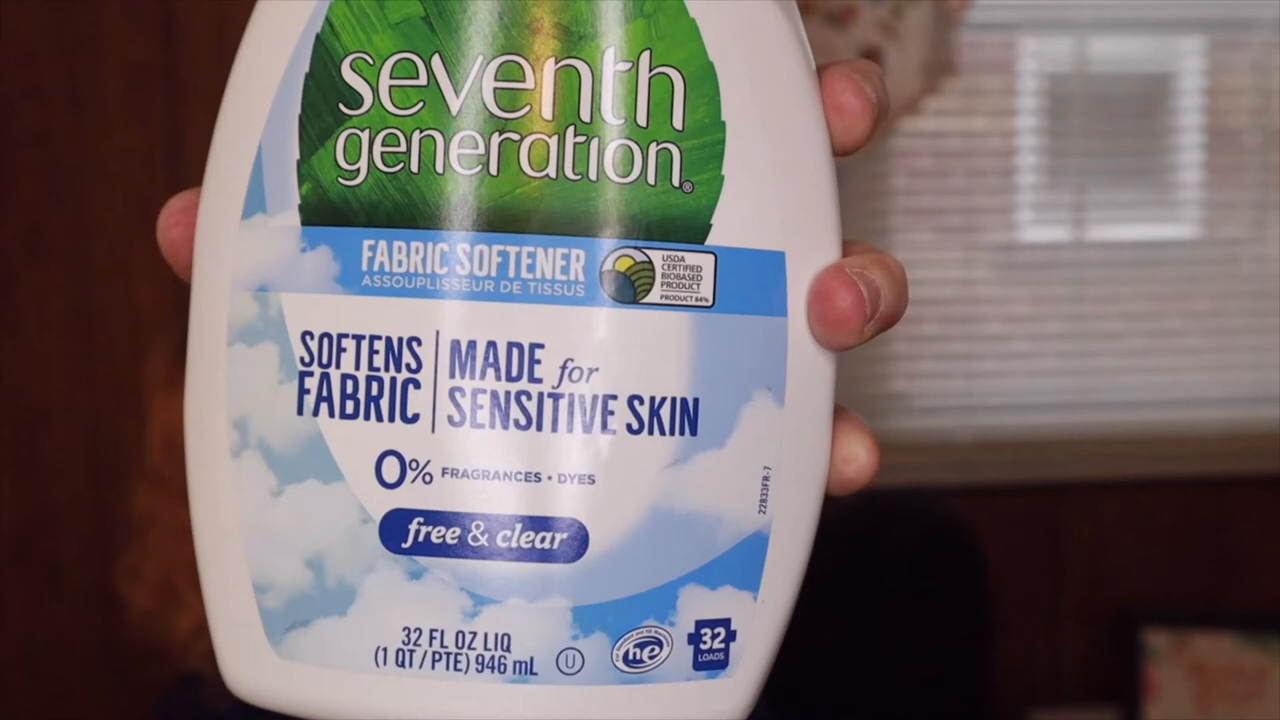 seventh
generation®
FABRIC SOFTENER
ASSOUPLISSEUR DE TISSUS
USDA
CERTIFIED
BIOBASED
PRODUCT
PRODUCT 64%
SOFTENS
FABRIC
MADE for
SENSITIVE SKIN
0% FRAGRANCES • DYES
22833FR-7
free & clear
32 FL OZ LIQ
(1 QT / PTE) 946 mL
U
he
32
LOADS